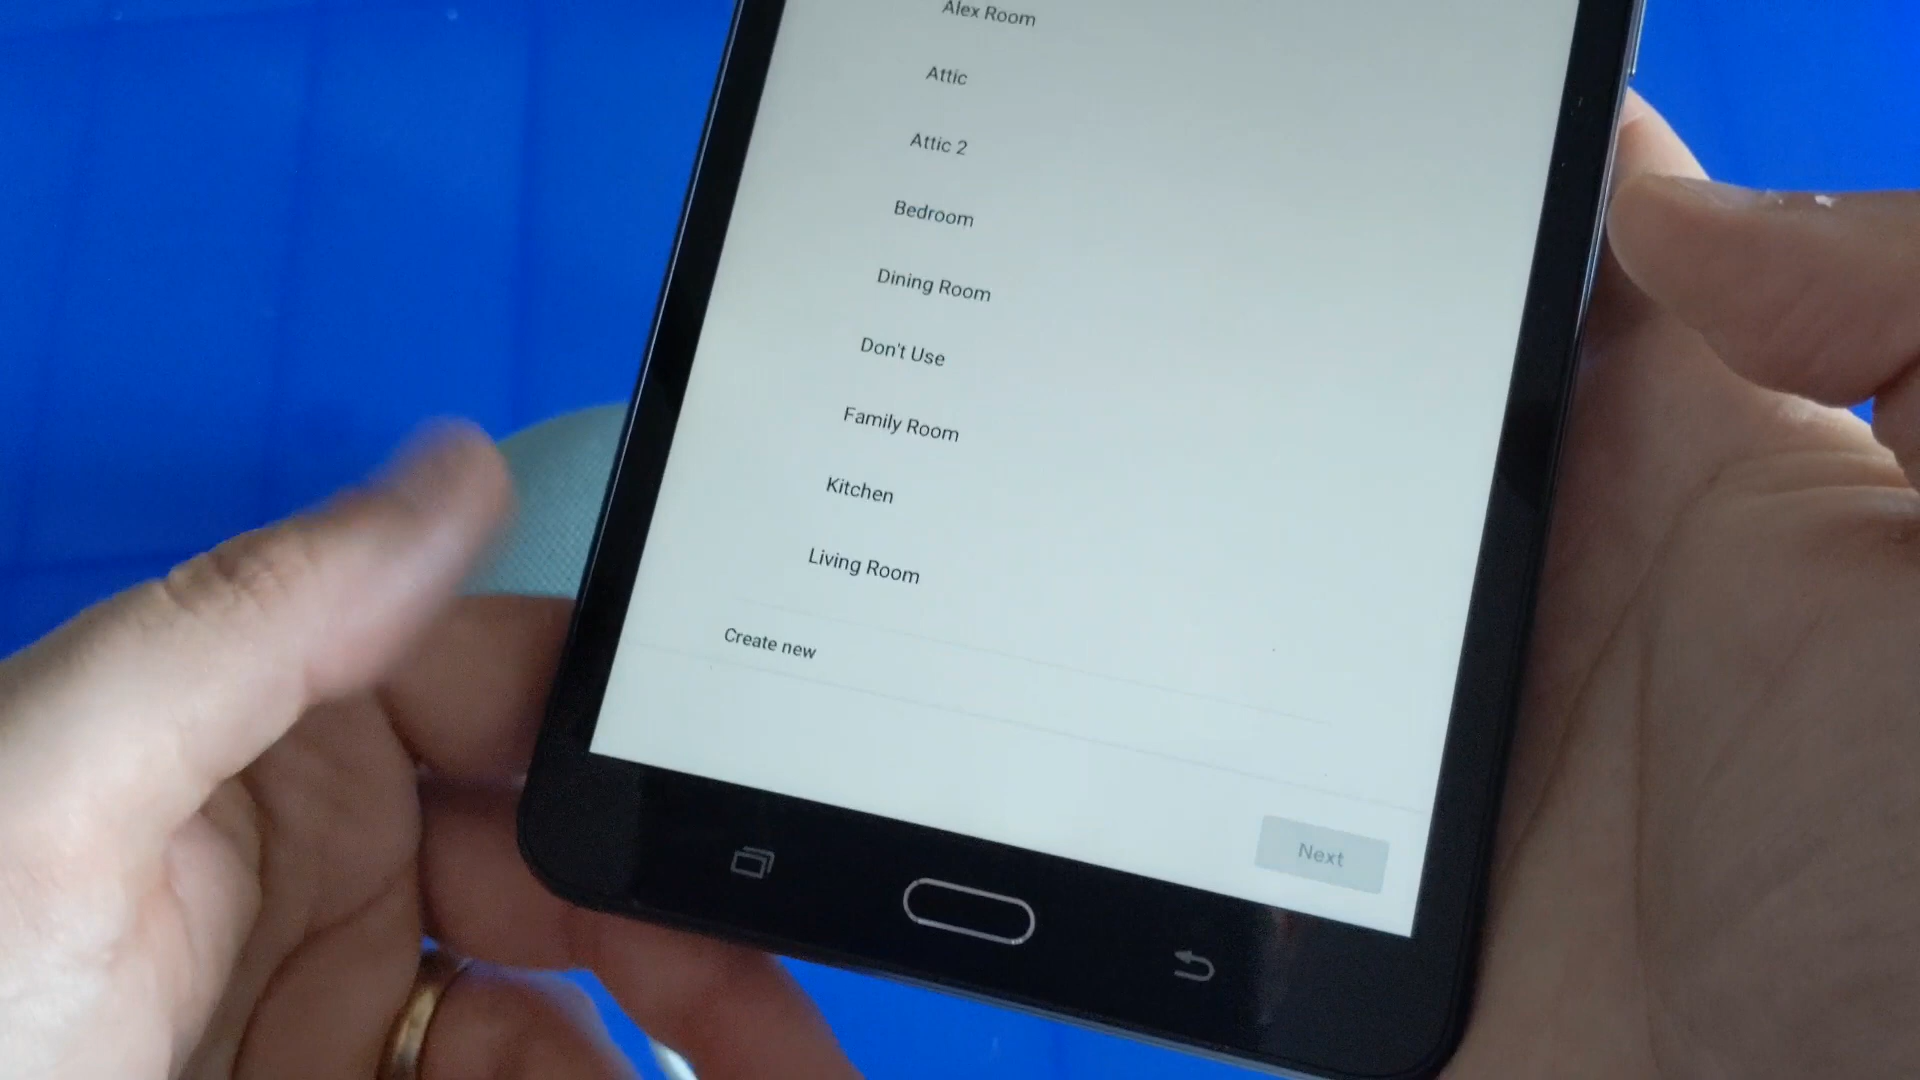 Alex Room
Attic
Attic 2
Bedroom
Dining Room
Don't Use
Family Room
Kitchen
Living Room
Create new
Next